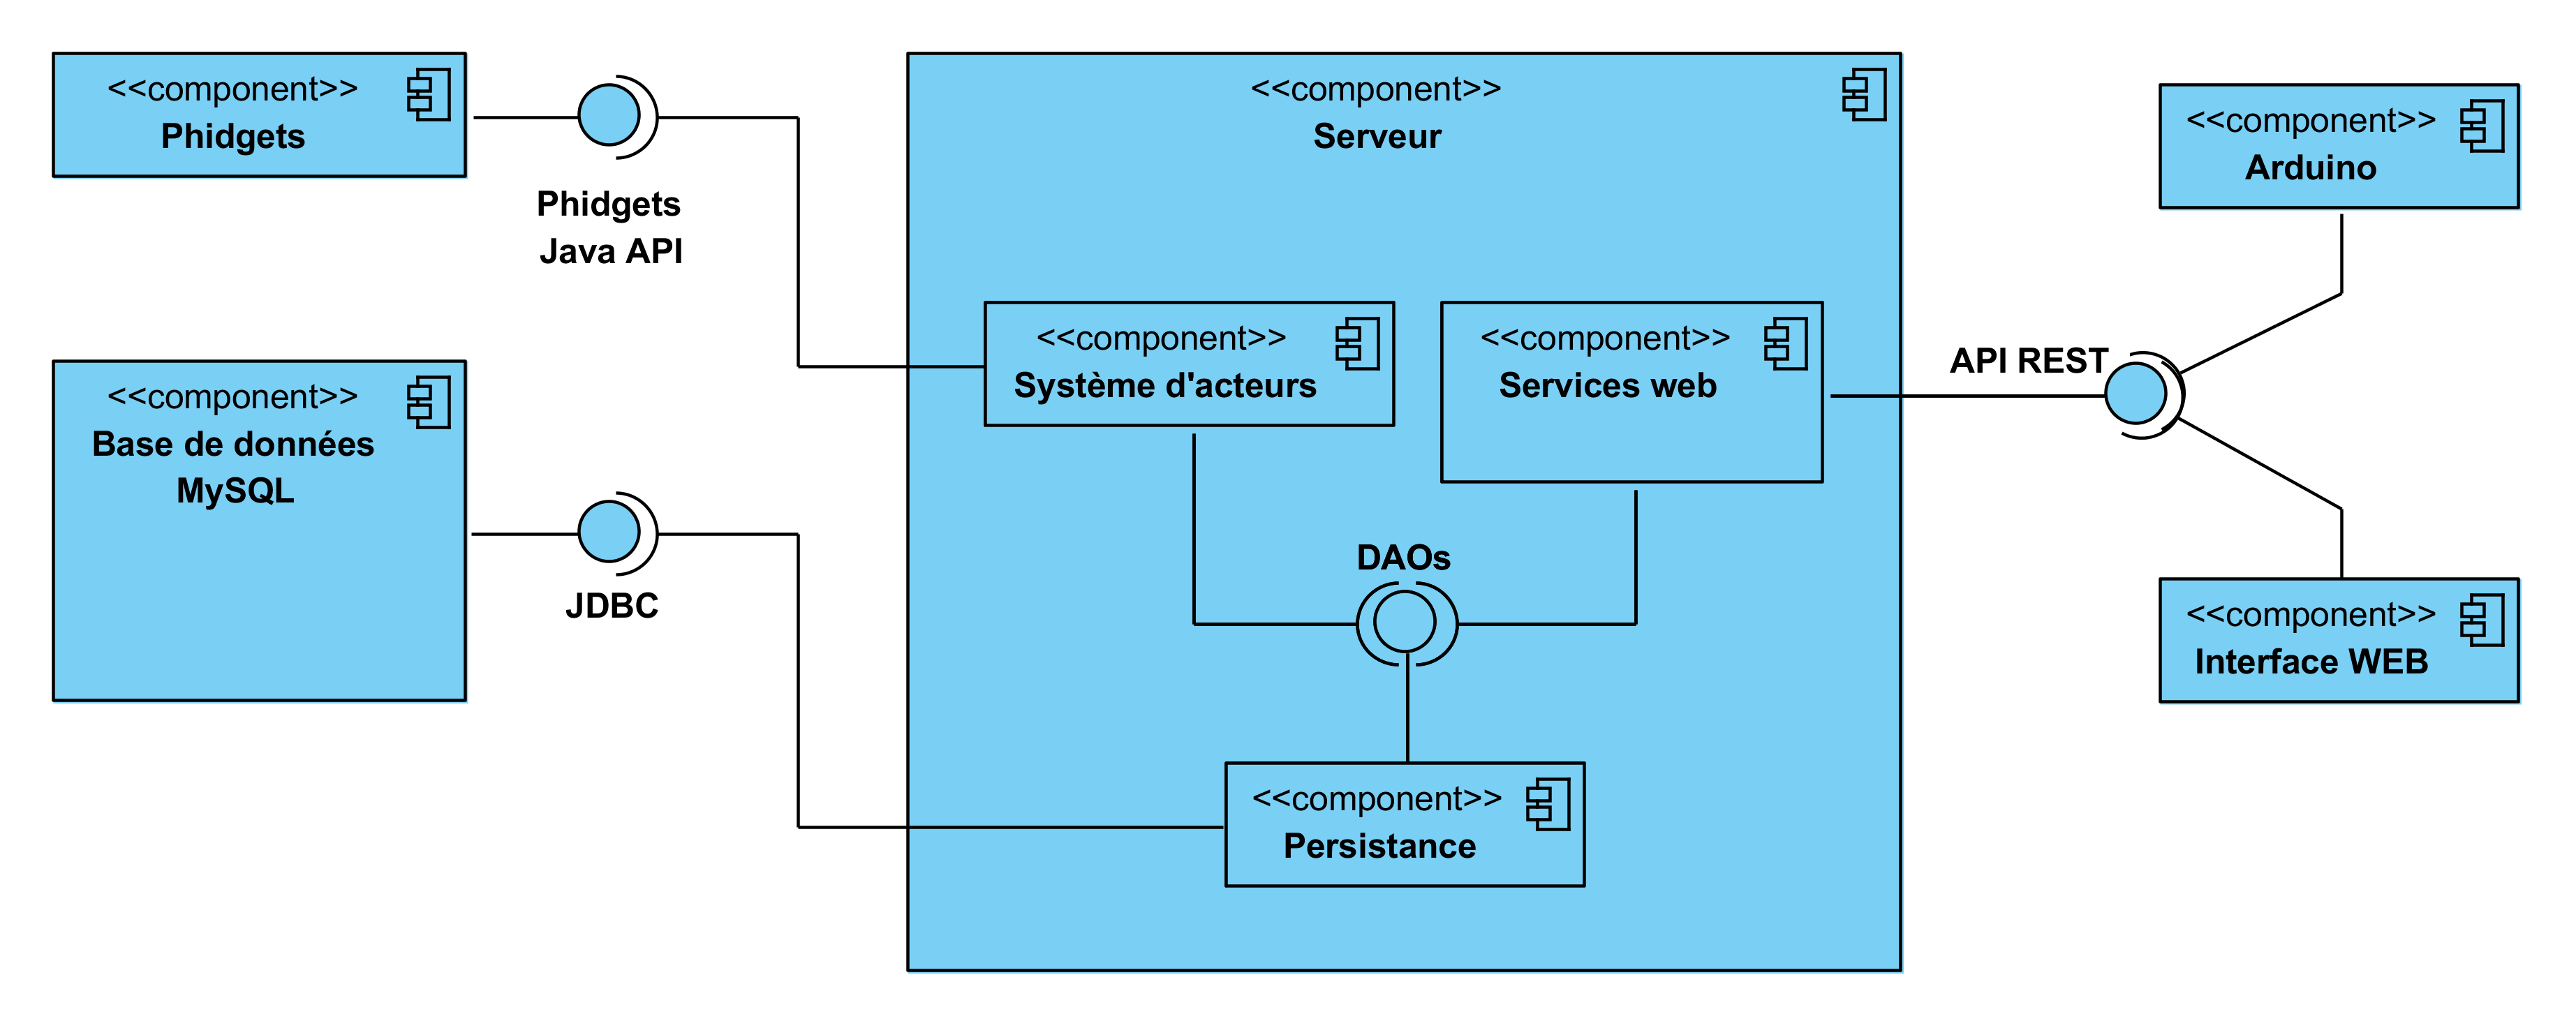 <<component>>
Phidgets
Phidgets
Java API
<<component>>
Base de données
MySQL
JDBC
<<component>>
Serveur
<<component>>
Système d'acteurs
<<component>>
Services web
DAOs
<<component>>
Persistance
API REST
<<component>>
Arduino
<<component>>
Interface WEB